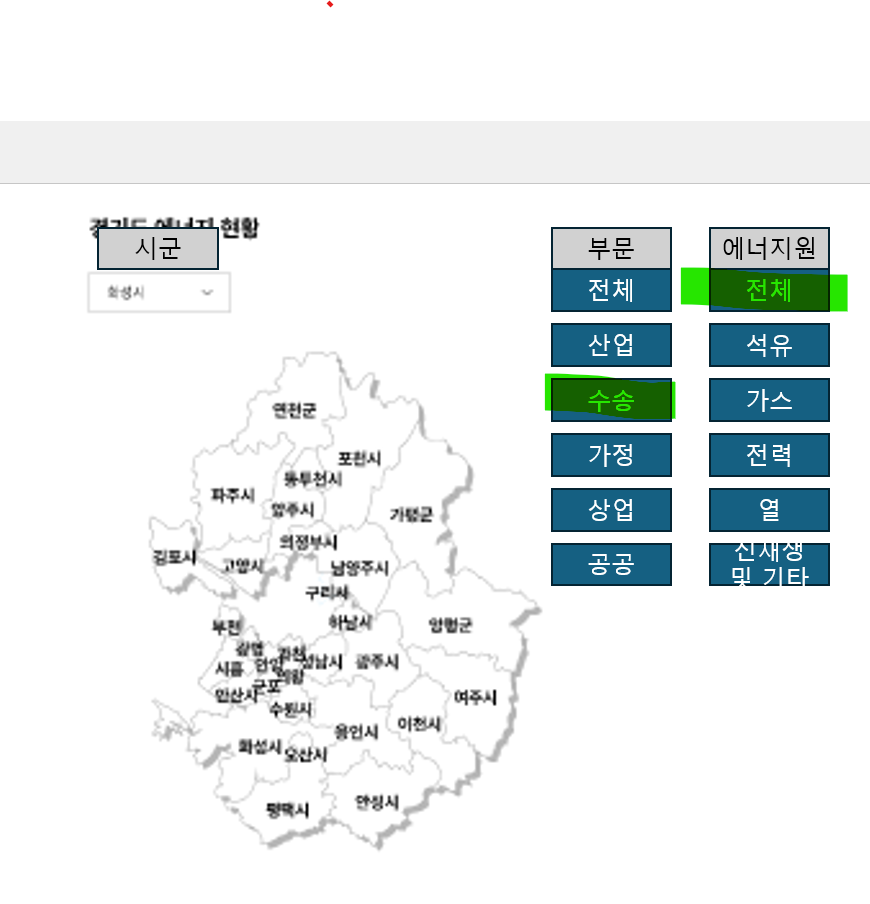 경기도 에너지 현황
시군
화성시
부문
전체
산업
수송
가정
상업
공공
에너지원
전체
석유
가스
전력
열
신재생
및 기타
연천군
포천시
동두천시
파주시
양주시
가평군
의정부시
김포시
고양시
남양주시
구리시
하남시
양평군
부천
광명
과천
시흥
안양
성남시
광주시
의왕
군포
안산시
수원시
여주시
이천시
용인시
화성시
오산시
평택시
안성시